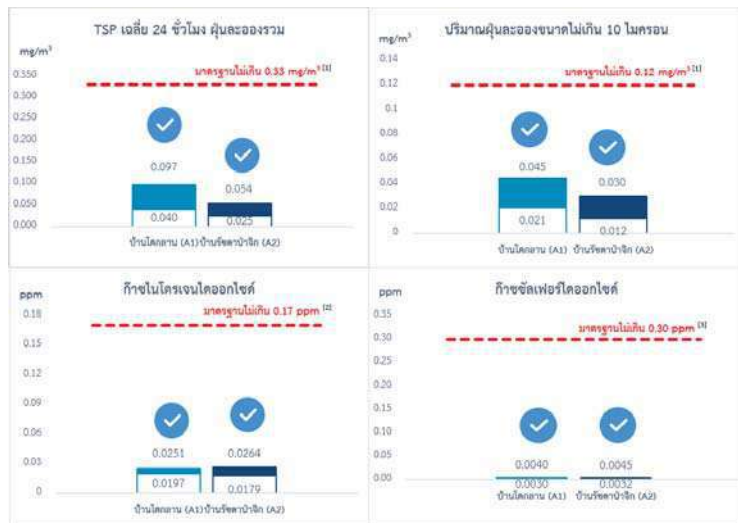 TSP เฉลี่ย 24 ชั่วโมง ฝุ่นละอองรวม
mg/m³
0.350
0.300
0.250
0.200
0.150
0.100
0.050
0.000
มาตรฐานไม่เกิน 0.33 mg/m³ [1]
0.097
0.040
0.054
0.025
บ้านโคกลาน (A1) บ้านรัชดาป่าจิก (A2)
ปริมาณฝุ่นละอองขนาดไม่เกิน 10 ไมครอน
mg/m³
0.14
0.12
0.1
0.08
0.06
0.04
0.02
0
มาตรฐานไม่เกิน 0.12 mg/m³ [1]
0.045
0.021
0.030
0.012
บ้านโคกลาน (A1) บ้านรัชดาป่าจิก (A2)
ก๊าซไนโตรเจนไดออกไซด์
ppm
0.18
0.15
0.12
0.09
0.06
0.03
0
มาตรฐานไม่เกิน 0.17 ppm [2]
0.0251
0.0197
0.0264
0.0179
บ้านโคกลาน (A1) บ้านรัชดาป่าจิก (A2)
ก๊าซซัลเฟอร์ไดออกไซด์
ppm
0.35
0.30
0.25
0.20
0.15
0.10
0.05
0.00
มาตรฐานไม่เกิน 0.30 ppm [3]
0.0040
0.0030
0.0045
0.0032
บ้านโคกลาน (A1) บ้านรัชดาป่าจิก (A2)